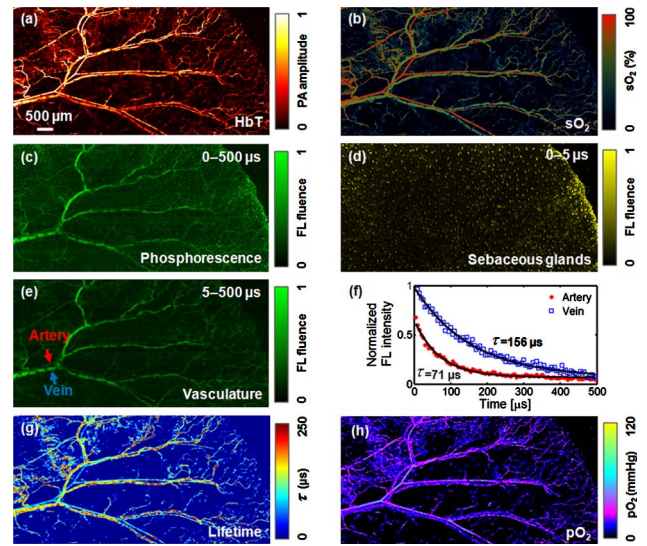 (a)
1
PA amplitude
0
500 µm
HbT
(b)
100
sO2 (%)
0
sO2
(c)
0–500 µs
1
FL fluence
0
Phosphorescence
(d)
0–5 µs
1
FL fluence
0
Sebaceous glands
(e)
5–500 µs
1
FL fluence
0
Artery
Vein
Vasculature
(f)
Normalized
FL intensity
1
0.5
0
Artery
Vein
τ=156 µs
τ=71 µs
0 100 200 300 400 500
Time [µs]
(g)
250
τ (µs)
0
Lifetime
(h)
120
pO2 (mmHg)
0
pO2